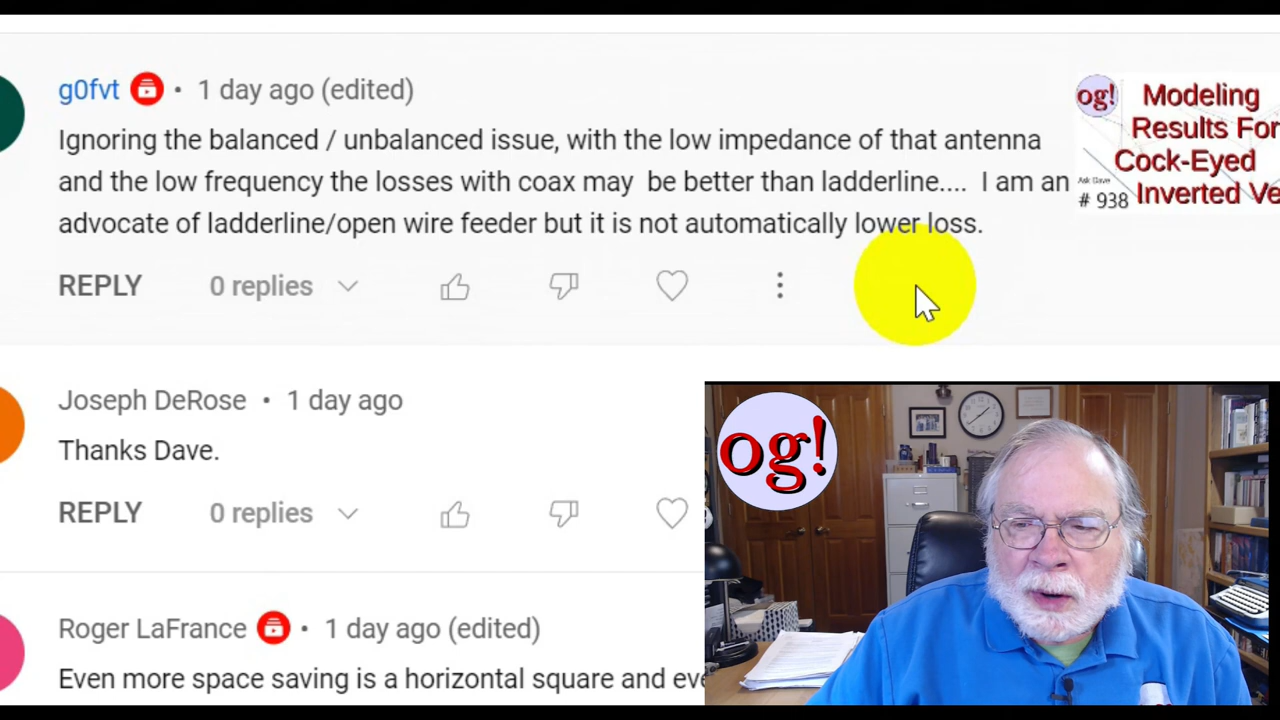 g0fvt • 1 day ago (edited)
Ignoring the balanced / unbalanced issue, with the low impedance of that antenna
and the low frequency the losses with coax may be better than ladderline.... I am an
advocate of ladderline/open wire feeder but it is not automatically lower loss.
REPLY 0 replies
og! Modeling
Results For
Cock-Eyed
Ask Dave
# 938 Inverted Ve
Joseph DeRose • 1 day ago
Thanks Dave.
REPLY 0 replies
og!
Roger LaFrance • 1 day ago (edited)
Even more space saving is a horizontal square and eve